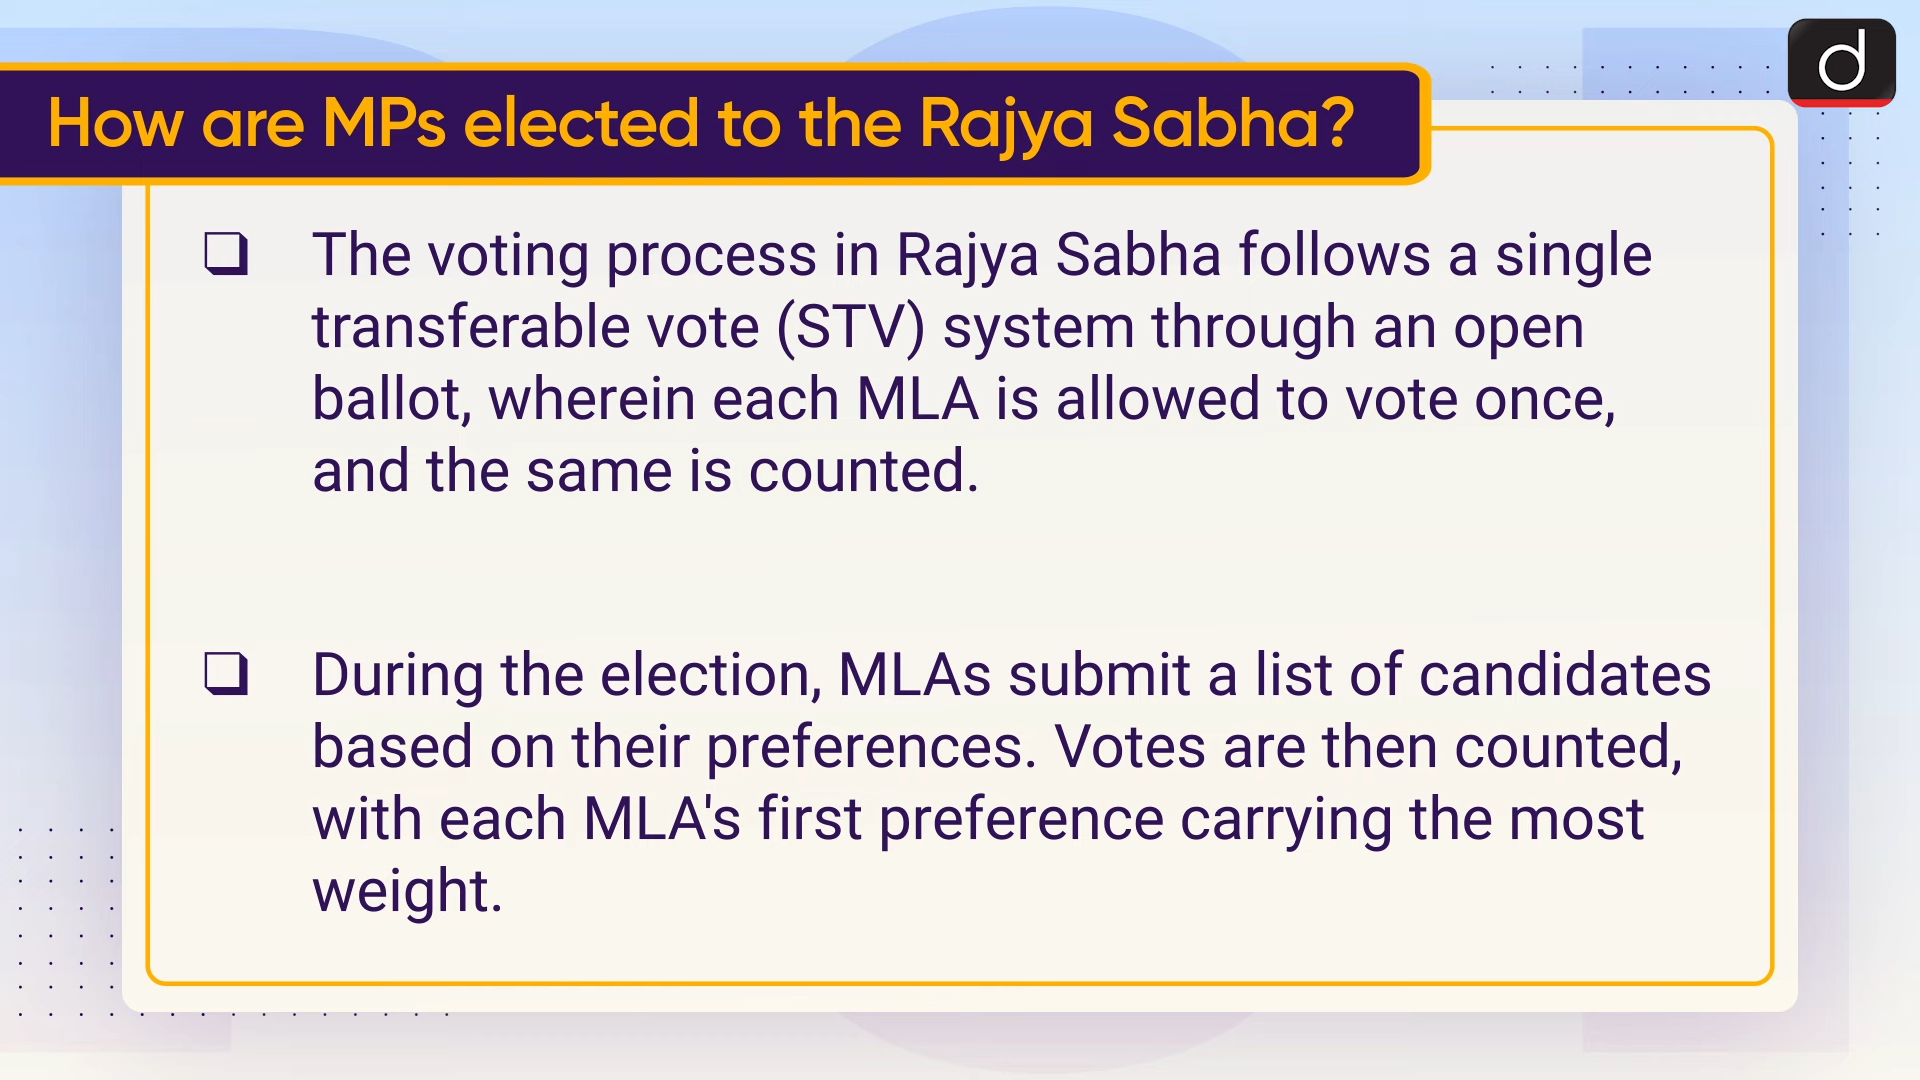 How are MPs elected to the Rajya Sabha?
❑ The voting process in Rajya Sabha follows a single
transferable vote (STV) system through an open
ballot, wherein each MLA is allowed to vote once,
and the same is counted.
❑ During the election, MLAs submit a list of candidates
based on their preferences. Votes are then counted,
with each MLA's first preference carrying the most
weight.
d